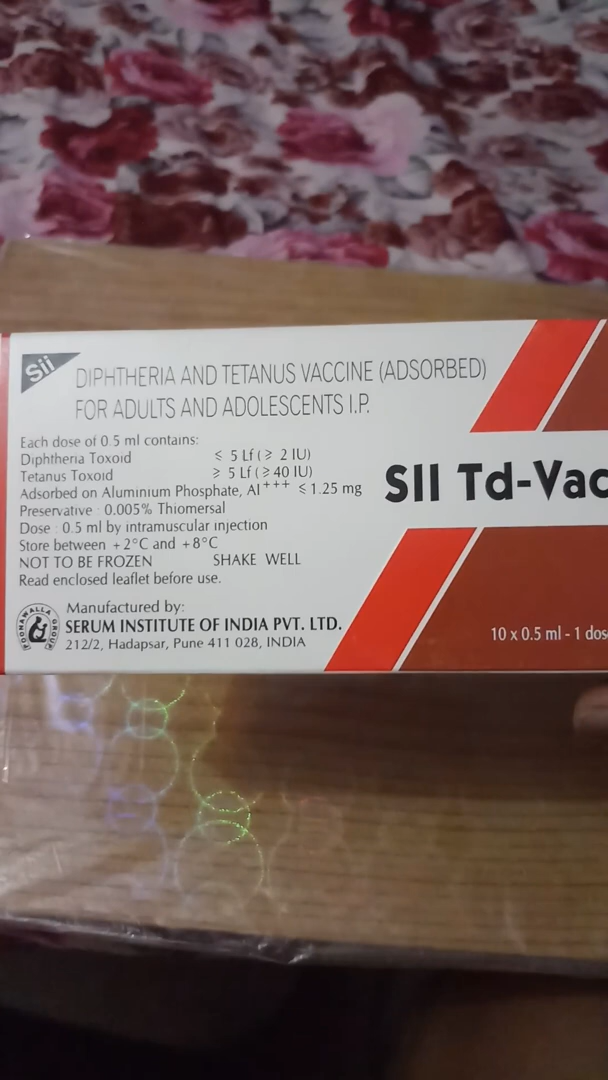 Sii
DIPHTHERIA AND TETANUS VACCINE (ADSORBED)
FOR ADULTS AND ADOLESCENTS I.P.
Each dose of 0.5 ml contains:
Diphtheria Toxoid ≤ 5 Lf (≥ 2 IU)
Tetanus Toxoid ≥ 5 Lf (≥ 40 IU)
Adsorbed on Aluminium Phosphate, Al+++ ≤ 1.25 mg
Preservative : 0.005% Thiomersal
Dose : 0.5 ml by intramuscular injection
Store between +2°C and +8°C
NOT TO BE FROZEN SHAKE WELL
Read enclosed leaflet before use.
POONAWALLA GROUP
Manufactured by:
SERUM INSTITUTE OF INDIA PVT. LTD.
212/2, Hadapsar, Pune 411 028, INDIA
SII Td-Vac
10 x 0.5 ml - 1 dos